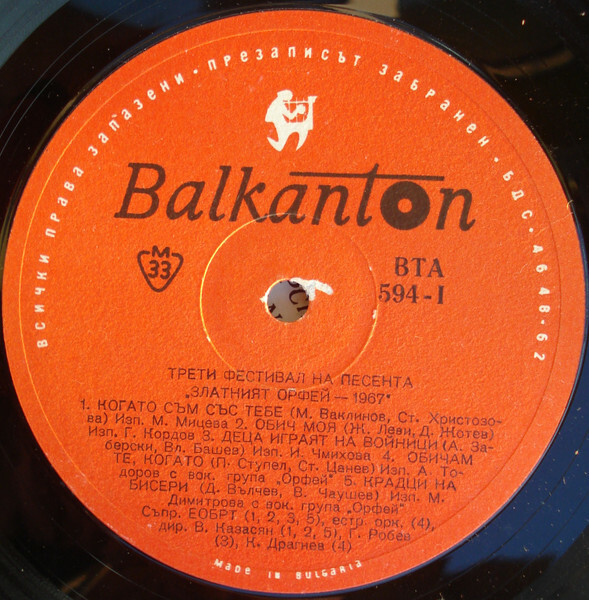 ВСИЧКИ ПРАВА ЗАПАЗЕНИ · ПРЕЗАПИСЪТ ЗАБРАНЕН · БДС · 4648-62
Balkanton
М
33
ВТА
594-I
ТРЕТИ ФЕСТИВАЛ НА ПЕСЕНТА
„ЗЛАТНИЯТ ОРФЕЙ — 1967"
1. КОГАТО СЪМ СЪС ТЕБЕ (М. Ваклинов, Ст. Христозо-
ва) Изп. М. Мицева 2. ОБИЧ МОЯ (Ж. Леви, Д. Жотев)
Изп. Г. Кордов 3. ДЕЦА ИГРАЯТ НА ВОЙНИЦИ (А. За-
берски, Вл. Башев) Изп. И. Чмихова 4. ОБИЧАМ
ТЕ, КОГАТО (П. Ступел, Ст. Цанев) Изп. А. То-
доров с вок. група „Орфей" 5. КРАДЦИ НА
БИСЕРИ (Д. Вълчев, В. Чаушев) Изп. М.
Димитрова с вок. група „Орфей"
Съпр. ЕОБРТ (1, 2, 3, 5), естр. орк. (4),
дир. В. Казасян (1, 2, 5), Г. Робев
(3), К. Драгнев (4)
MADE IN BULGARIA